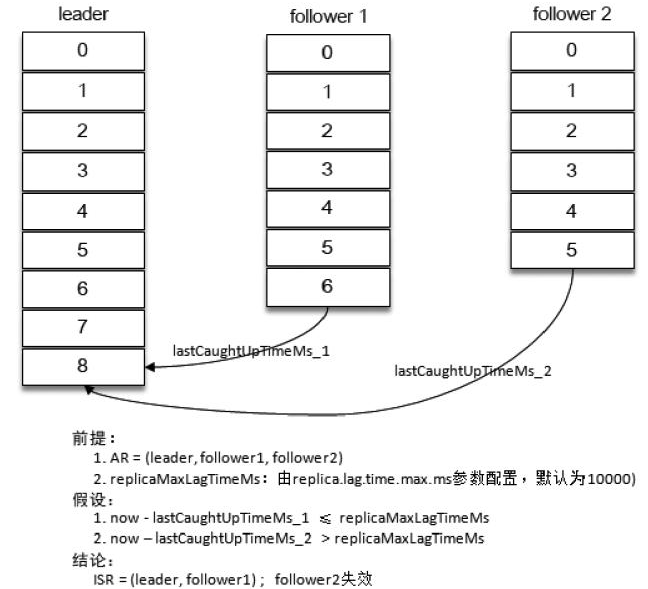 leader
follower 1
follower 2
0
1
2
3
4
5
6
7
8
0
1
2
3
4
5
6
0
1
2
3
4
5
lastCaughtUpTimeMs_1
lastCaughtUpTimeMs_2
前提：
1. AR = (leader, follower1, follower2)
2. replicaMaxLagTimeMs：由replica.lag.time.max.ms参数配置，默认为10000)
假设：
1. now - lastCaughtUpTimeMs_1 ≤ replicaMaxLagTimeMs
2. now – lastCaughtUpTimeMs_2 > replicaMaxLagTimeMs
结论：
ISR = (leader, follower1) ; follower2失效